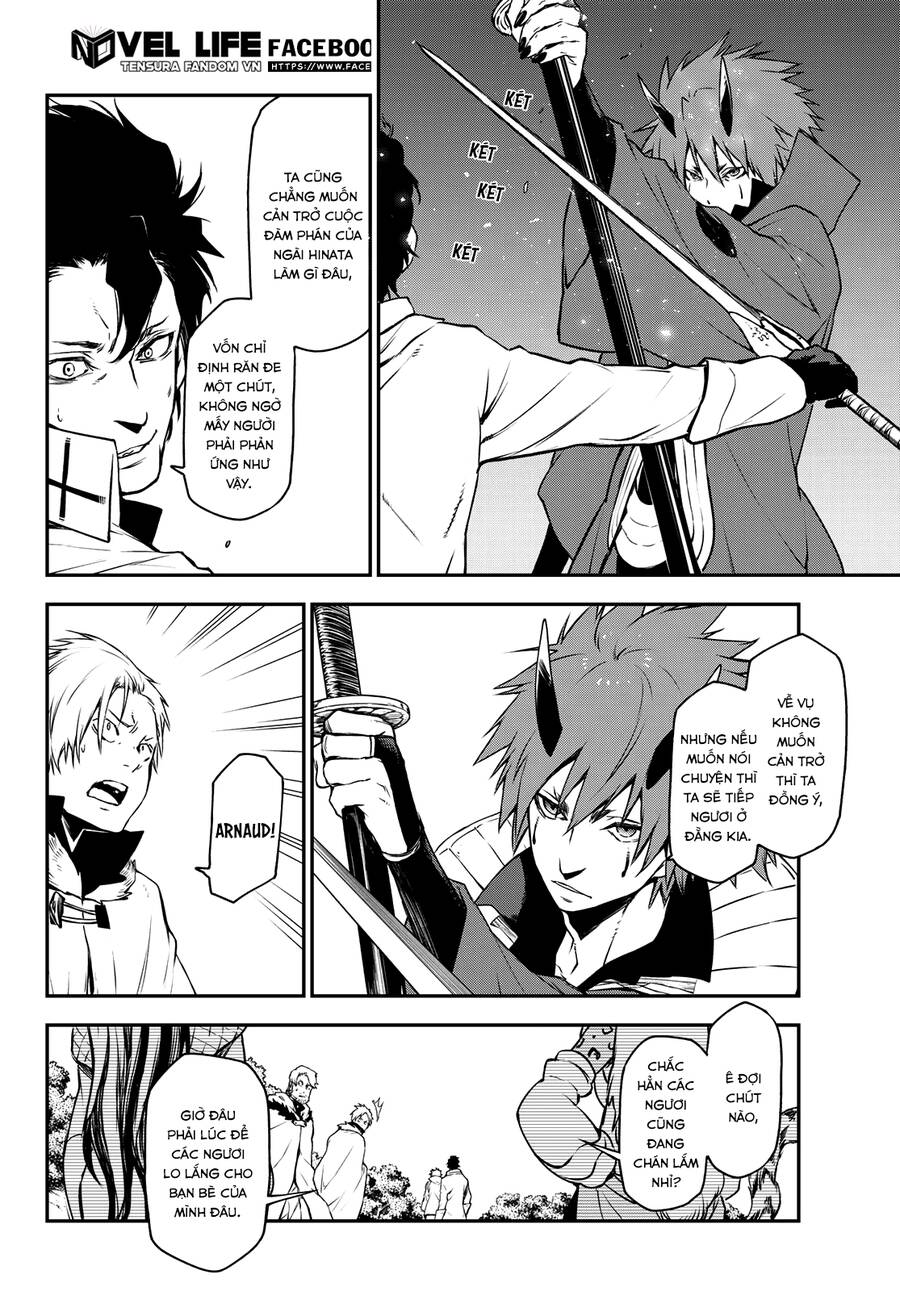 NOVEL LIFE FACEBOO
TENSURA FANDOM VN HTTPS://WWW.FACE
KÉT
KÉT
KÉT
KÉT
TA CŨNG
CHẲNG MUỐN
CẢN TRỞ CUỘC
ĐÀM PHÁN CỦA
NGÀI HINATA
LÀM GÌ ĐÂU,
VỐN CHỈ
ĐỊNH RĂN ĐE
MỘT CHÚT,
KHÔNG NGỜ
MẤY NGƯỜI
PHẢI PHẢN
ỨNG NHƯ
VẬY.
VỀ VỤ
KHÔNG
MUỐN
CẢN TRỞ
THÌ TA
ĐỒNG Ý,
NHƯNG NẾU
MUỐN NÓI
CHUYỆN THÌ
TA SẼ TIẾP
NGƯƠI Ở
ĐẰNG KIA.
ARNAUD!
Ê ĐỢI
CHÚT
NÀO,
CHẮC
HẲN CÁC
NGƯƠI
CŨNG
ĐANG
CHÁN LẮM
NHỈ?
GIỜ ĐÂU
PHẢI LÚC ĐỂ
CÁC NGƯƠI
LO LẮNG CHO
BẠN BÈ CỦA
MÌNH ĐÂU.